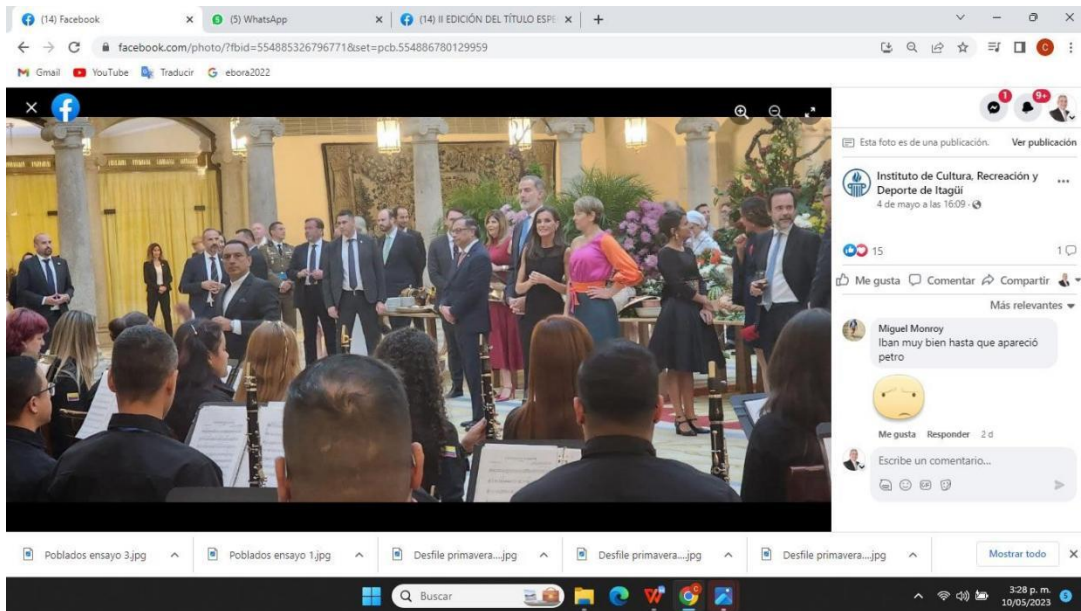 (14) Facebook
(5) WhatsApp
(14) II EDICIÓN DEL TÍTULO ESPE
facebook.com/photo/?fbid=554885326796771&set=pcb.554886780129959
C
Gmail
YouTube
Traducir
ebora2022
1
9+
Esta foto es de una publicación.
Ver publicación
Instituto de Cultura, Recreación y
Deporte de Itagüí
4 de mayo a las 16:09
15
1
Me gusta
Comentar
Compartir
Más relevantes
Miguel Monroy
Iban muy bien hasta que apareció
petro
Me gusta Responder 2 d
Escribe un comentario...
GIF
Poblados ensayo 3.jpg
Poblados ensayo 1.jpg
Desfile primavera....jpg
Desfile primavera....jpg
Desfile primavera....jpg
Mostrar todo
Buscar
3:28 p. m.
10/05/2023
5